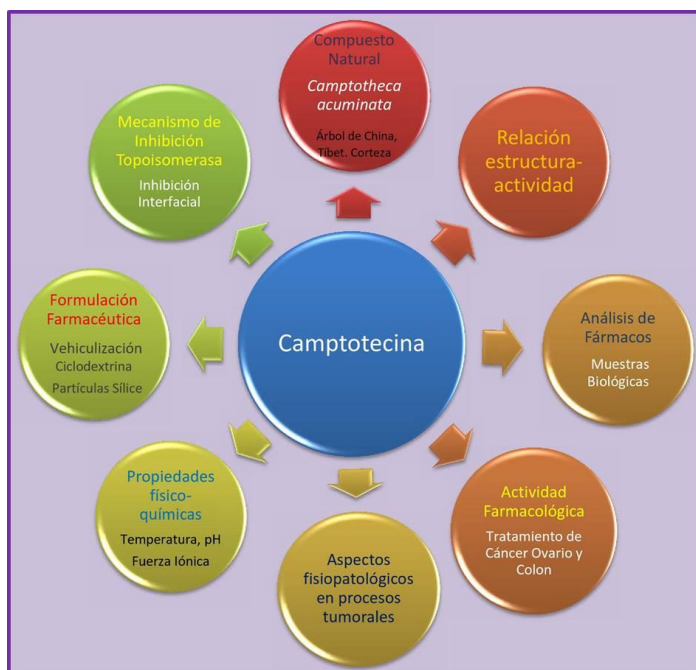 Compuesto
Natural
Camptotheca
acuminata
Árbol de China,
Tíbet. Corteza
Relación
estructura-
actividad
Análisis de
Fármacos
Muestras
Biológicas
Actividad
Farmacológica
Tratamiento de
Cáncer Ovario y
Colon
Aspectos
fisiopatológicos
en procesos
tumorales
Propiedades
físico-
químicas
Temperatura, pH
Fuerza Iónica
Formulación
Farmacéutica
Vehiculización
Ciclodextrina
Partículas Sílice
Mecanismo de
Inhibición
Topoisomerasa
Inhibición
Interfacial
Camptotecina